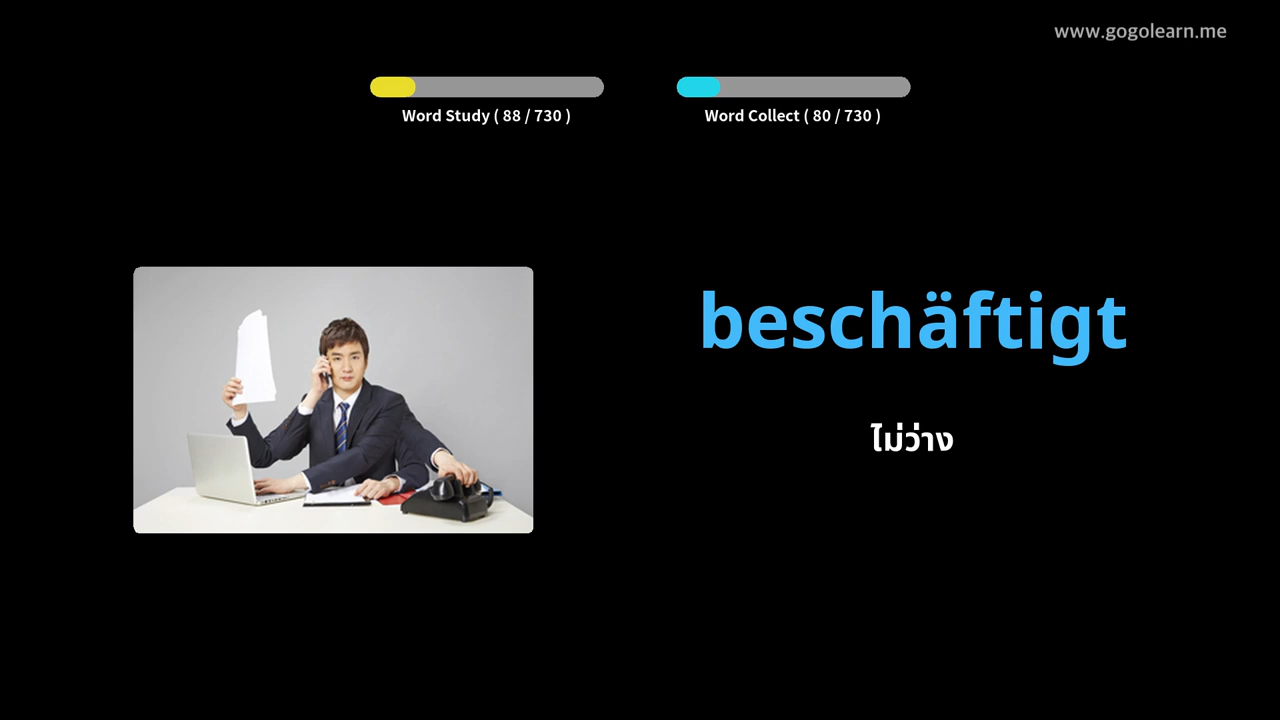 www.gogolearn.me
Word Study ( 88 / 730 )
Word Collect ( 80 / 730 )
beschäftigt
ไม่ว่าง